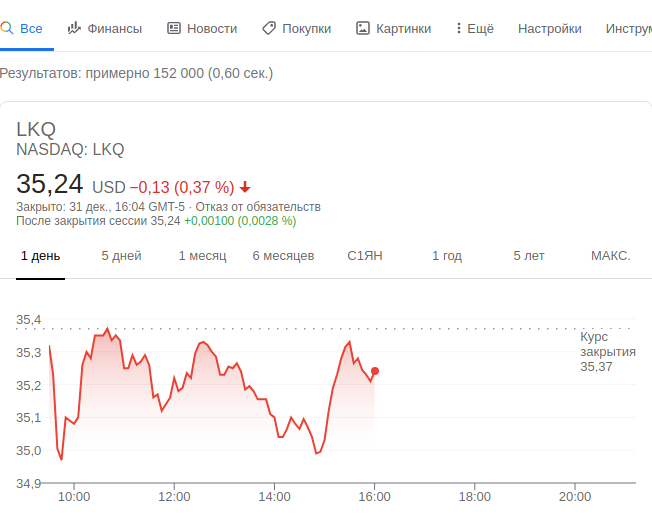 Все Финансы Новости Покупки Картинки Ещё Настройки Инструм
Результатов: примерно 152 000 (0,60 сек.)
LKQ
NASDAQ: LKQ
35,24 USD −0,13 (0,37 %)
Закрыто: 31 дек., 16:04 GMT-5 · Отказ от обязательств
После закрытия сессии 35,24 +0,00100 (0,0028 %)
1 день 5 дней 1 месяц 6 месяцев С1ЯН 1 год 5 лет МАКС.
35,4
35,3
35,2
35,1
35,0
34,9
Курс
закрытия
35,37
10:00 12:00 14:00 16:00 18:00 20:00